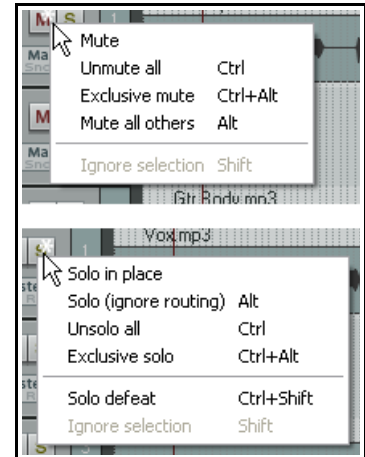 M S 1
Mute
Ma
Unmute all Ctrl
Exclusive mute Ctrl+Alt
M
Mute all others Alt
Ma
Ignore selection Shift
Gtr Body.mp3
Vox.mp3
S 1
Solo in place
Solo (ignore routing) Alt
Unsolo all Ctrl
Exclusive solo Ctrl+Alt
Solo defeat Ctrl+Shift
Ignore selection Shift
S 3